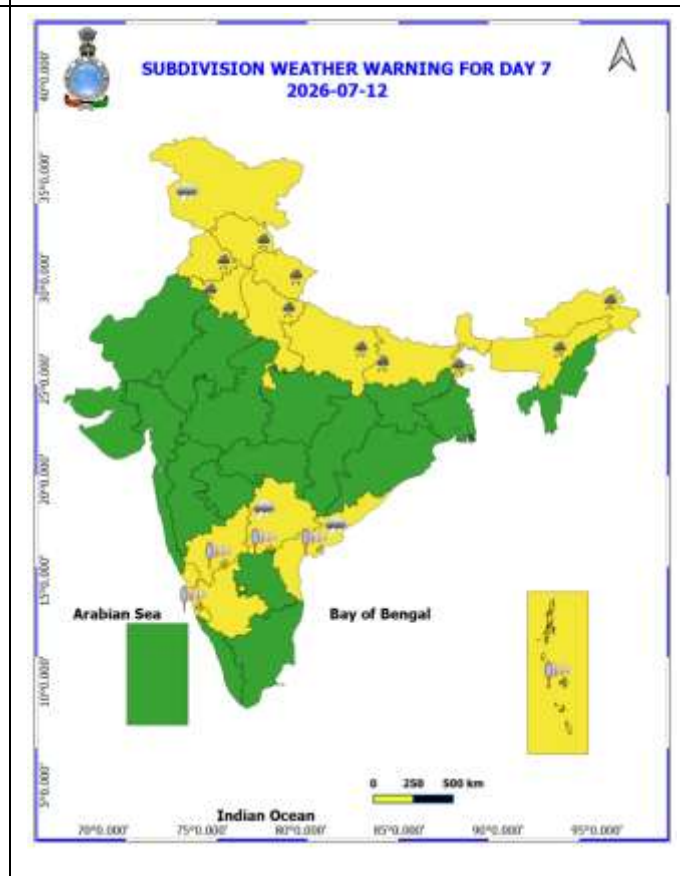 SUBDIVISION WEATHER WARNING FOR DAY 7
2026-07-12
40°0.000'
35°0.000'
30°0.000'
25°0.000'
20°0.000'
15°0.000'
10°0.000'
5°0.000'
Arabian Sea
Bay of Bengal
0 250 500 km
Indian Ocean
70°0.000' 75°0.000' 80°0.000' 85°0.000' 90°0.000' 95°0.000'